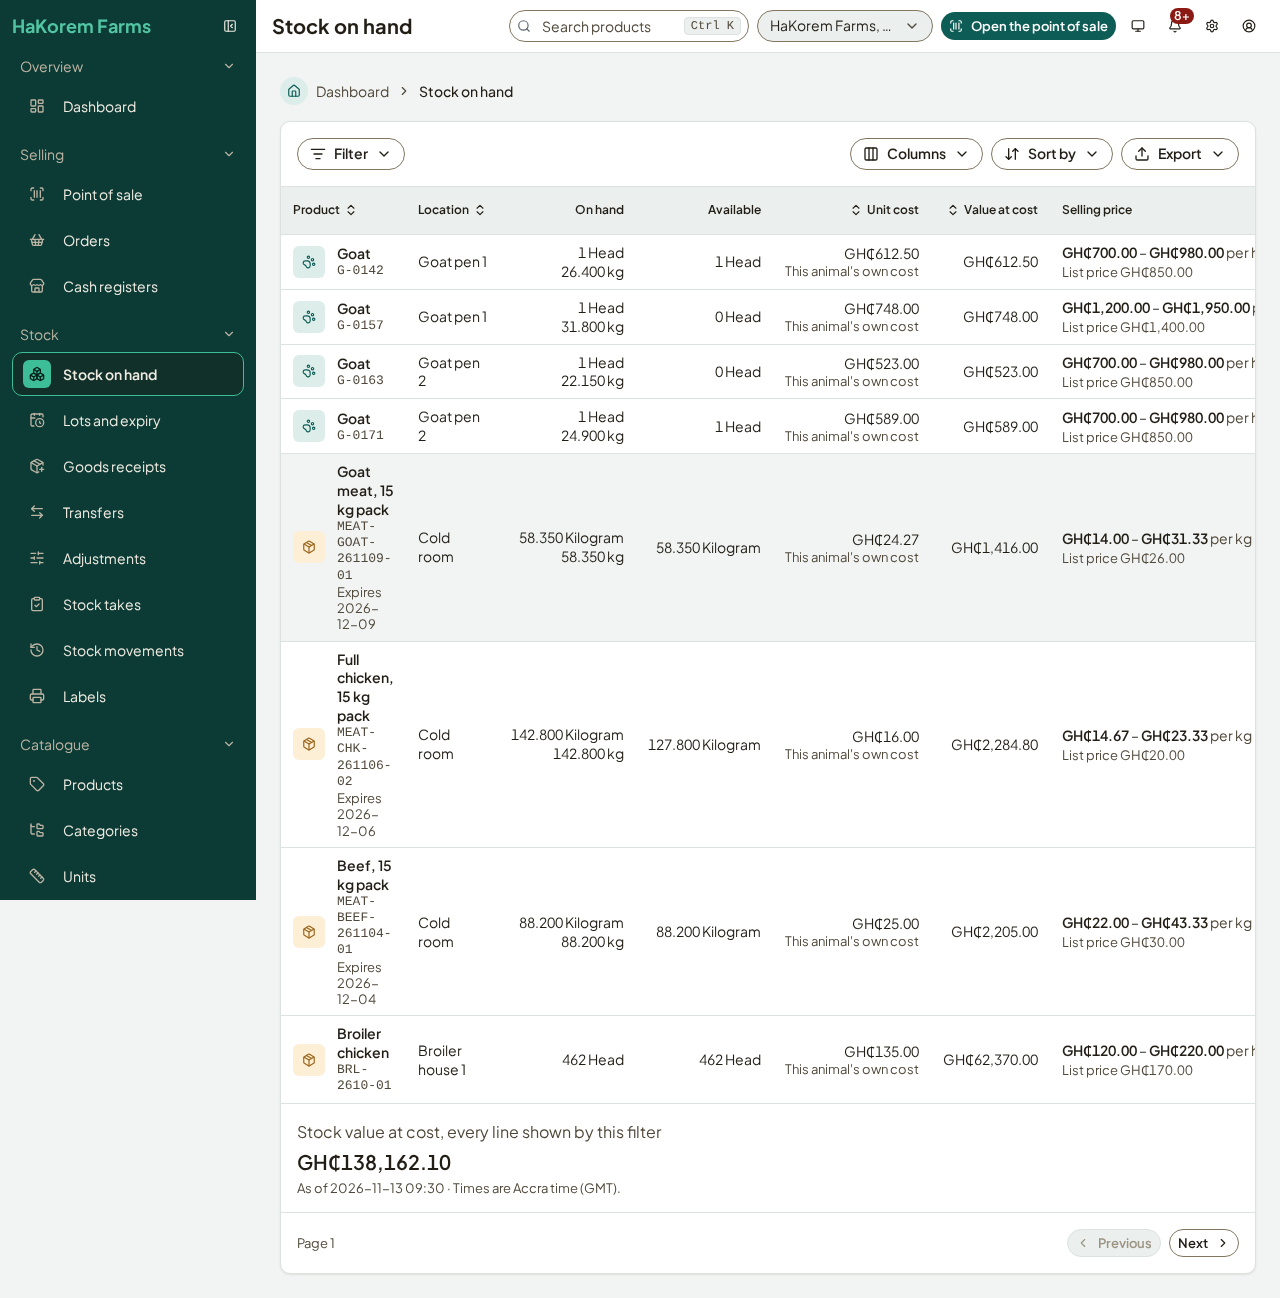 HaKorem Farms
Stock on hand
Search products
Ctrl K
HaKorem Farms, ...
Open the point of sale
8+
Overview
Dashboard
Selling
Point of sale
Orders
Cash registers
Stock
Stock on hand
Lots and expiry
Goods receipts
Transfers
Adjustments
Stock takes
Stock movements
Labels
Catalogue
Products
Categories
Units
Dashboard > Stock on hand
Filter
Columns
Sort by
Export
Product Location On hand Available Unit cost Value at cost Selling price
Goat
G-0142
Goat pen 1
1 Head
26.400 kg
1 Head
GH₵612.50
This animal's own cost
GH₵612.50
GH₵700.00 – GH₵980.00 per h
List price GH₵850.00
Goat
G-0157
Goat pen 1
1 Head
31.800 kg
0 Head
GH₵748.00
This animal's own cost
GH₵748.00
GH₵1,200.00 – GH₵1,950.00 p
List price GH₵1,400.00
Goat
G-0163
Goat pen
2
1 Head
22.150 kg
0 Head
GH₵523.00
This animal's own cost
GH₵523.00
GH₵700.00 – GH₵980.00 per h
List price GH₵850.00
Goat
G-0171
Goat pen
2
1 Head
24.900 kg
1 Head
GH₵589.00
This animal's own cost
GH₵589.00
GH₵700.00 – GH₵980.00 per h
List price GH₵850.00
Goat
meat, 15
kg pack
MEAT-
GOAT-
261109-
01
Expires
2026-
12-09
Cold
room
58.350 Kilogram
58.350 kg
58.350 Kilogram
GH₵24.27
This animal's own cost
GH₵1,416.00
GH₵14.00 – GH₵31.33 per kg
List price GH₵26.00
Full
chicken,
15 kg
pack
MEAT-
CHK-
261106-
02
Expires
2026-
12-06
Cold
room
142.800 Kilogram
142.800 kg
127.800 Kilogram
GH₵16.00
This animal's own cost
GH₵2,284.80
GH₵14.67 – GH₵23.33 per kg
List price GH₵20.00
Beef, 15
kg pack
MEAT-
BEEF-
261104-
01
Expires
2026-
12-04
Cold
room
88.200 Kilogram
88.200 kg
88.200 Kilogram
GH₵25.00
This animal's own cost
GH₵2,205.00
GH₵22.00 – GH₵43.33 per kg
List price GH₵30.00
Broiler
chicken
BRL-
2610-01
Broiler
house 1
462 Head
462 Head
GH₵135.00
This animal's own cost
GH₵62,370.00
GH₵120.00 – GH₵220.00 per h
List price GH₵170.00
Stock value at cost, every line shown by this filter
GH₵138,162.10
As of 2026-11-13 09:30 · Times are Accra time (GMT).
Page 1
Previous
Next